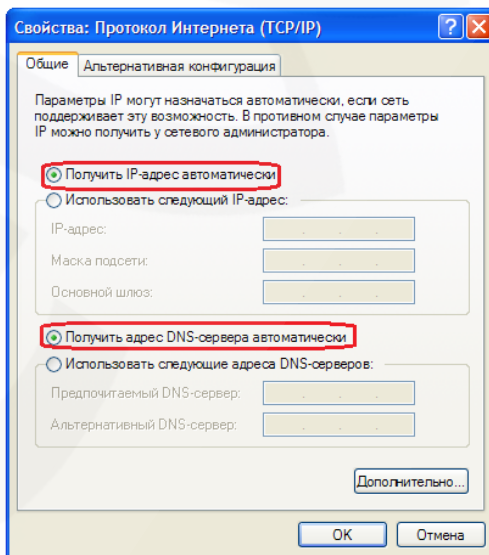 Свойства: Протокол Интернета (TCP/IP)
Общие
Альтернативная конфигурация
Параметры IP могут назначаться автоматически, если сеть
поддерживает эту возможность. В противном случае параметры
IP можно получить у сетевого администратора.
Получить IP-адрес автоматически
Использовать следующий IP-адрес:
IP-адрес:
Маска подсети:
Основной шлюз:
Получить адрес DNS-сервера автоматически
Использовать следующие адреса DNS-серверов:
Предпочитаемый DNS-сервер:
Альтернативный DNS-сервер:
Дополнительно...
OK
Отмена